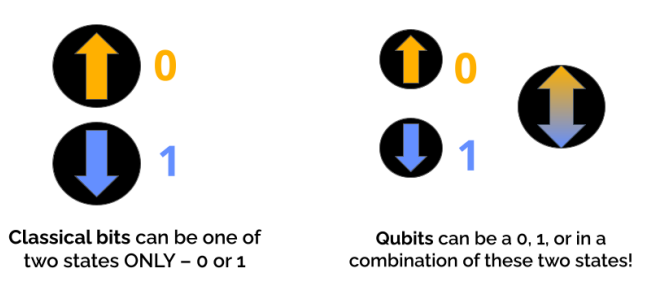 0
1
Classical bits can be one of
two states ONLY – 0 or 1
0
1
Qubits can be a 0, 1, or in a
combination of these two states!